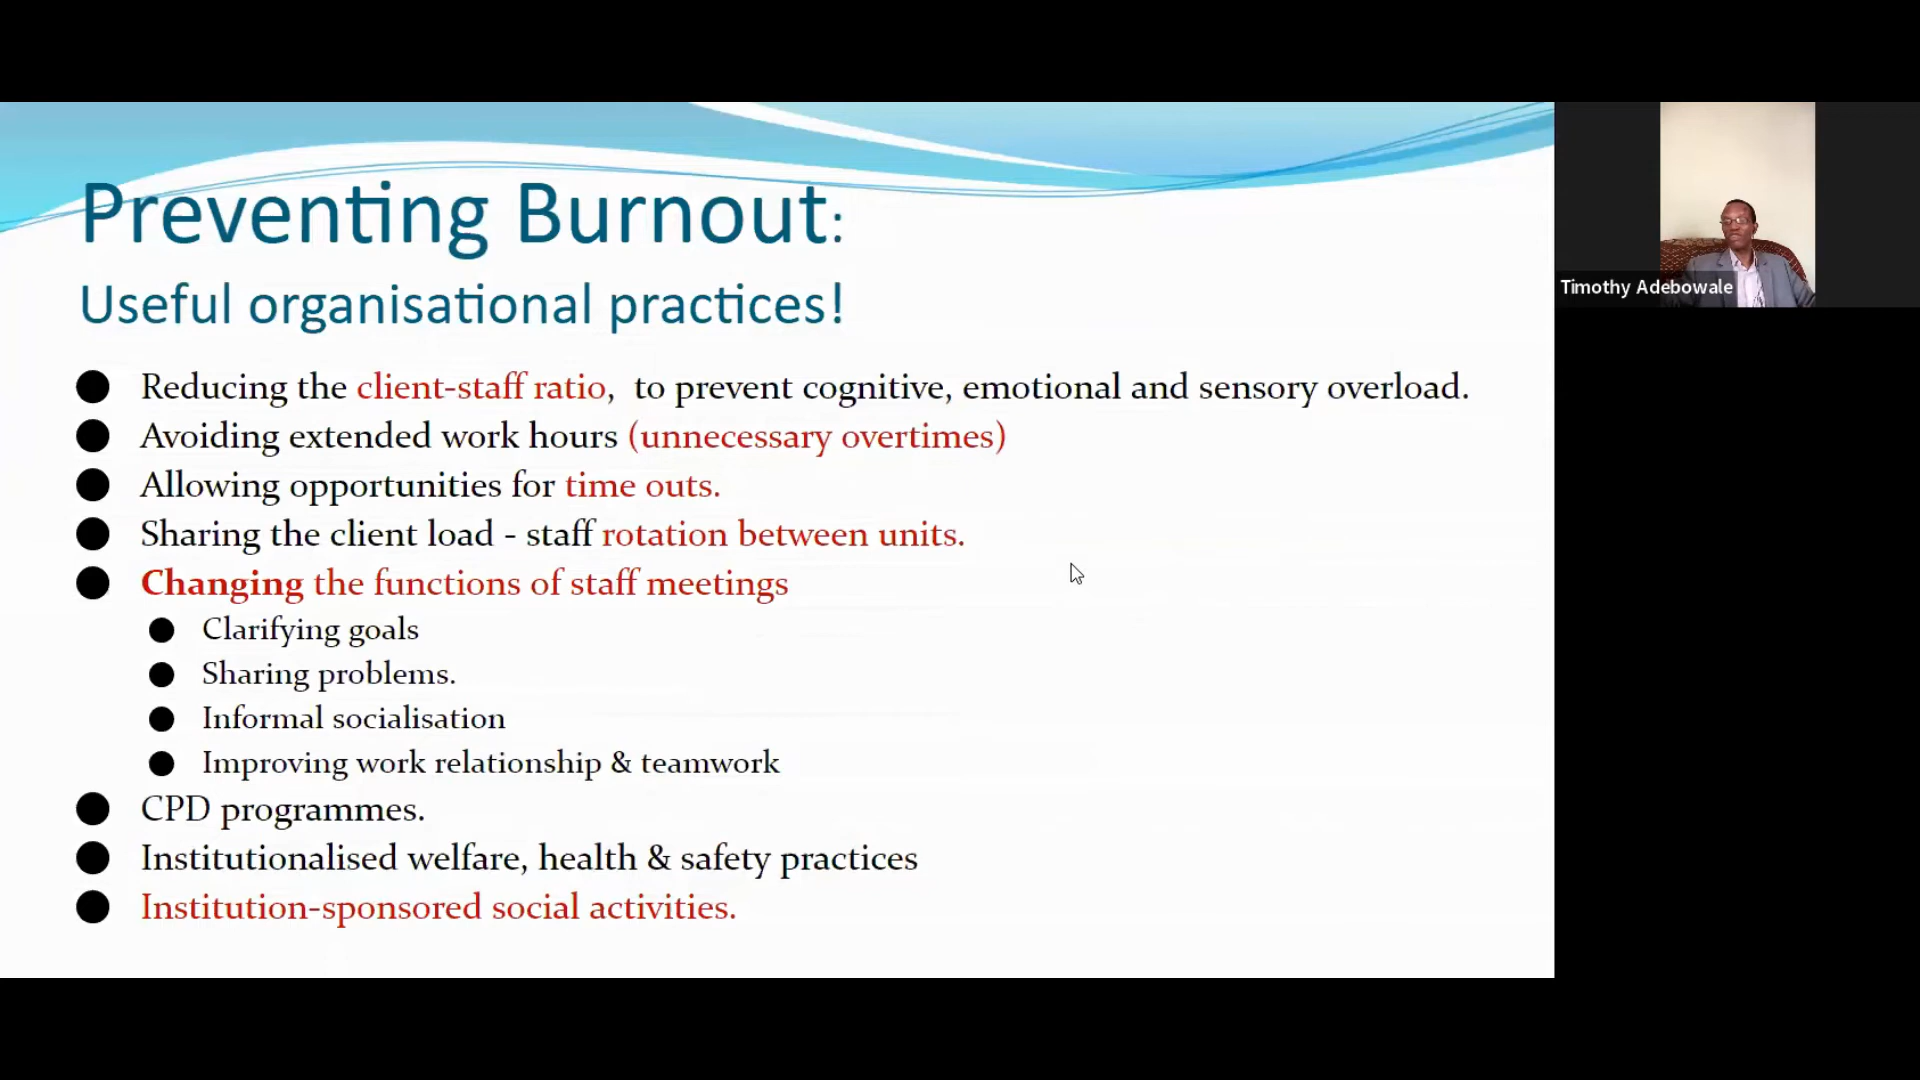 Preventing Burnout:
Useful organisational practices!
Reducing the client-staff ratio, to prevent cognitive, emotional and sensory overload.
Avoiding extended work hours (unnecessary overtimes)
Allowing opportunities for time outs.
Sharing the client load - staff rotation between units.
Changing the functions of staff meetings
Clarifying goals
Sharing problems.
Informal socialisation
Improving work relationship & teamwork
CPD programmes.
Institutionalised welfare, health & safety practices
Institution-sponsored social activities.
Timothy Adebowale